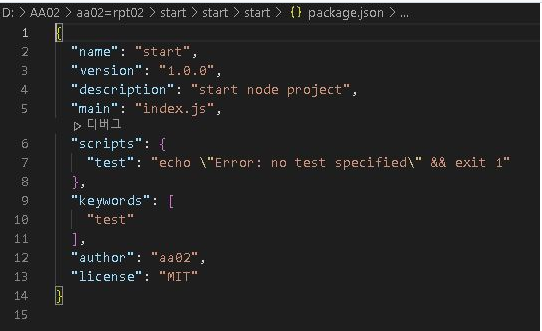 D: > AA02 > aa02=rpt02 > start > start > start > {} package.json > ...
1 {
2 "name": "start",
3 "version": "1.0.0",
4 "description": "start node project",
5 "main": "index.js",
▷ 디버그
6 "scripts": {
7 "test": "echo \"Error: no test specified\" && exit 1"
8 },
9 "keywords": [
10 "test"
11 ],
12 "author": "aa02",
13 "license": "MIT"
14 }
15